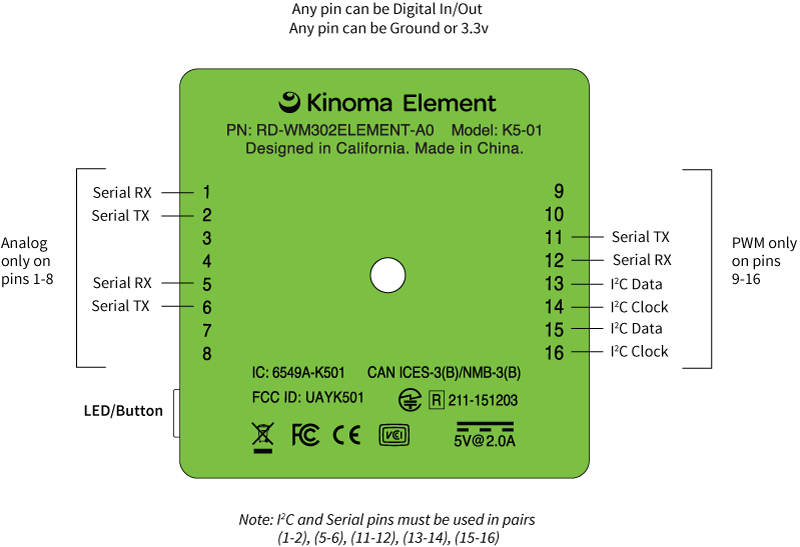 Any pin can be Digital In/Out
Any pin can be Ground or 3.3v
Kinoma Element
PN: RD-WM302ELEMENT-A0 Model: K5-01
Designed in California. Made in China.
Analog
only on
pins 1-8
Serial RX 1
Serial TX 2
3
4
Serial RX 5
Serial TX 6
7
8
9
10
11 Serial TX
12 Serial RX
13 I²C Data
14 I²C Clock
15 I²C Data
16 I²C Clock
PWM only
on pins
9-16
IC: 6549A-K501 CAN ICES-3(B)/NMB-3(B)
FCC ID: UAYK501 R 211-151203
LED/Button
FC CE VCI 5V@2.0A
Note: I²C and Serial pins must be used in pairs
(1-2), (5-6), (11-12), (13-14), (15-16)